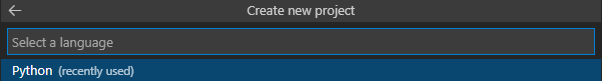 Create new project
Select a language
Python (recently used)